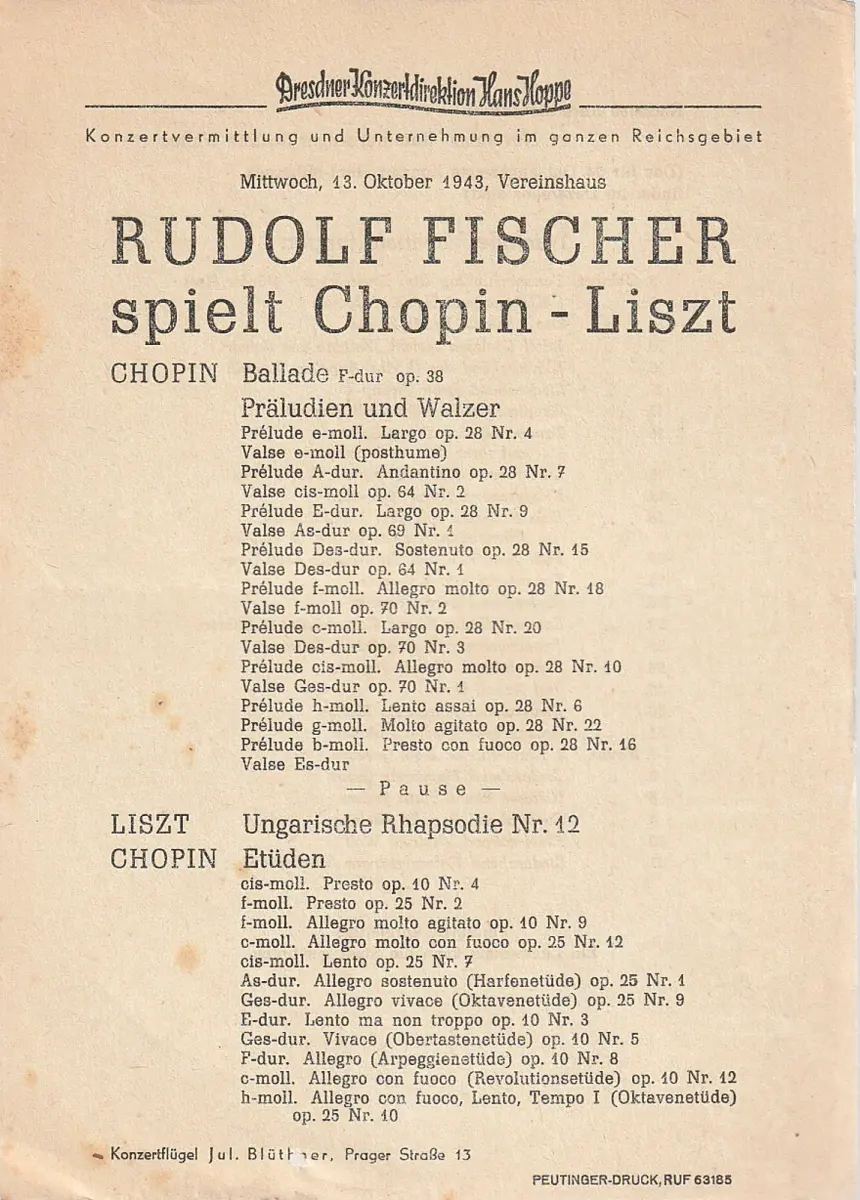 Dresdner Konzertdirektion Hans Hoppe
Konzertvermittlung und Unternehmung im ganzen Reichsgebiet
Mittwoch, 13. Oktober 1943, Vereinshaus
RUDOLF FISCHER
spielt Chopin - Liszt
CHOPIN Ballade F-dur op. 38
Präludien und Walzer
Prélude e-moll. Largo op. 28 Nr. 4
Valse e-moll (posthume)
Prélude A-dur. Andantino op. 28 Nr. 7
Valse cis-moll op. 64 Nr. 2
Prélude E-dur. Largo op. 28 Nr. 9
Valse As-dur op. 69 Nr. 1
Prélude Des-dur. Sostenuto op. 28 Nr. 15
Valse Des-dur op. 64 Nr. 1
Prélude f-moll. Allegro molto op. 28 Nr. 18
Valse f-moll op. 70 Nr. 2
Prélude c-moll. Largo op. 28 Nr. 20
Valse Des-dur op. 70 Nr. 3
Prélude cis-moll. Allegro molto op. 28 Nr. 10
Valse Ges-dur op. 70 Nr. 1
Prélude h-moll. Lento assai op. 28 Nr. 6
Prélude g-moll. Molto agitato op. 28 Nr. 22
Prélude b-moll. Presto con fuoco op. 28 Nr. 16
Valse Es-dur
— Pause —
LISZT Ungarische Rhapsodie Nr. 12
CHOPIN Etüden
cis-moll. Presto op. 10 Nr. 4
f-moll. Presto op. 25 Nr. 2
f-moll. Allegro molto agitato op. 10 Nr. 9
c-moll. Allegro molto con fuoco op. 25 Nr. 12
cis-moll. Lento op. 25 Nr. 7
As-dur. Allegro sostenuto (Harfenetüde) op. 25 Nr. 1
Ges-dur. Allegro vivace (Oktavenetüde) op. 25 Nr. 9
E-dur. Lento ma non troppo op. 10 Nr. 3
Ges-dur. Vivace (Obertastenetüde) op. 10 Nr. 5
F-dur. Allegro (Arpeggienetüde) op. 10 Nr. 8
c-moll. Allegro con fuoco (Revolutionsetüde) op. 10 Nr. 12
h-moll. Allegro con fuoco, Lento, Tempo I (Oktavenetüde)
op. 25 Nr. 10
Konzertflügel Jul. Blüthner, Prager Straße 13
PEUTINGER-DRUCK, RUF 63185